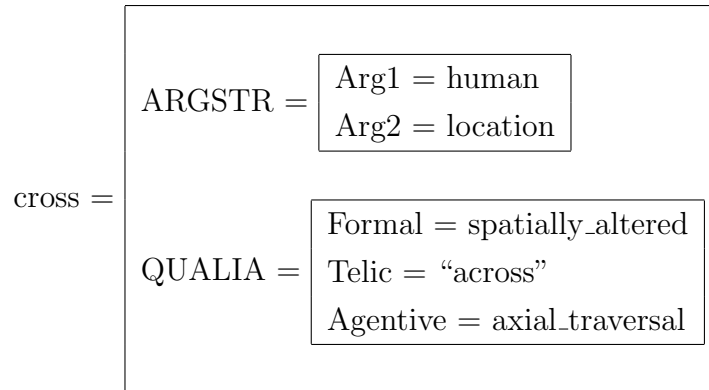 cross =
ARGSTR =
Arg1 = human
Arg2 = location
QUALIA =
Formal = spatially_altered
Telic = “across”
Agentive = axial_traversal